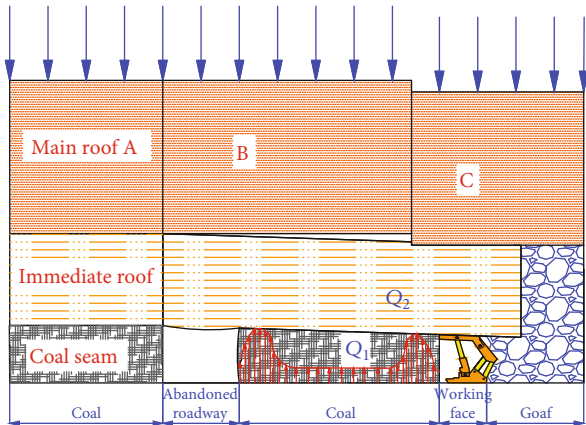 Main roof A
B
C
Immediate roof
Q2
Coal seam
Q1
Coal
Abandoned
roadway
Coal
Working
face
Goaf